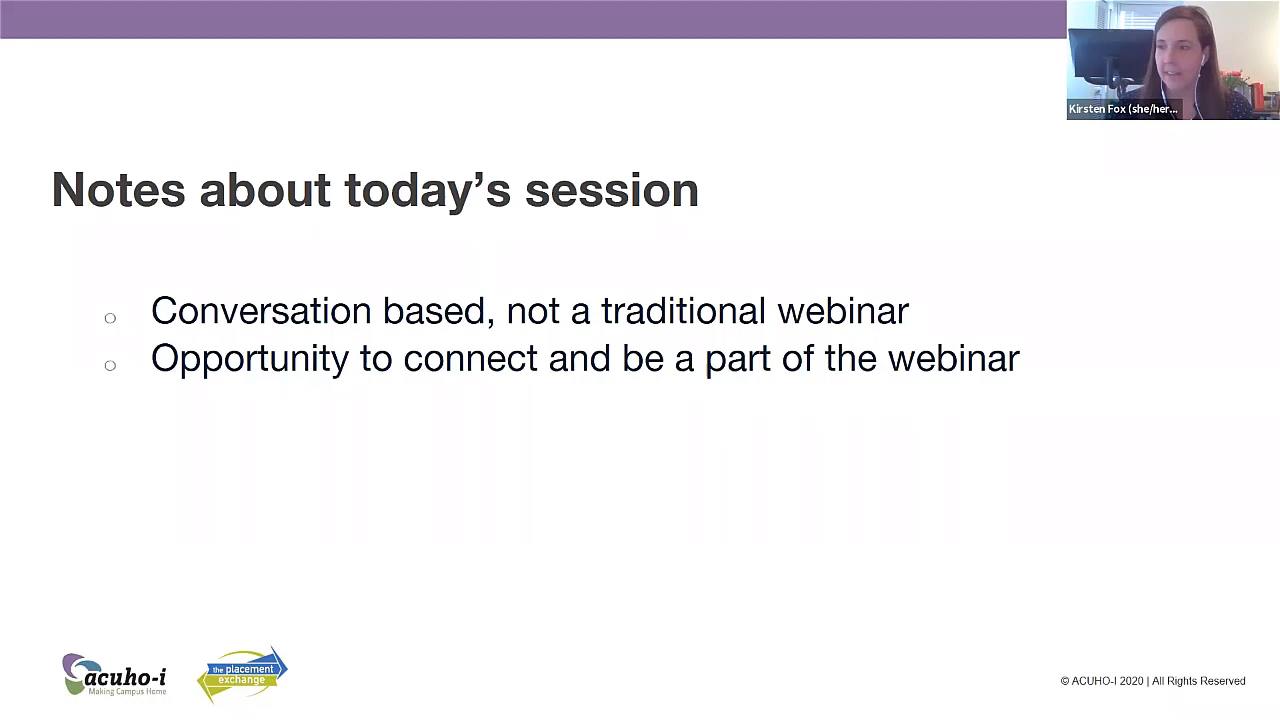 Kirsten Fox (she/her...
Notes about today's session
Conversation based, not a traditional webinar
Opportunity to connect and be a part of the webinar
acuho-i
Making Campus Home
the placement
exchange
© ACUHO-I 2020 | All Rights Reserved